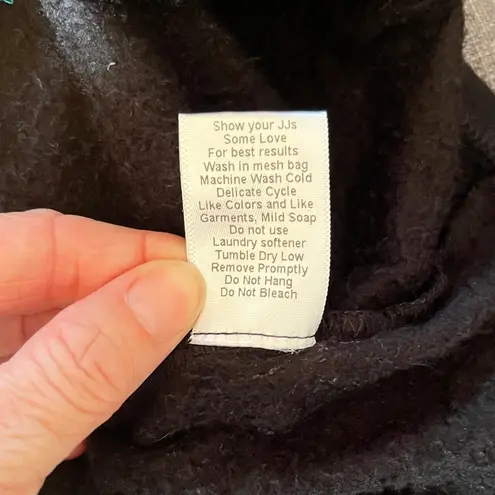 Show your JJs
Some Love
For best results
Wash in mesh bag
Machine Wash Cold
Delicate Cycle
Like Colors and Like
Garments, Mild Soap
Do not use
Laundry softener
Tumble Dry Low
Remove Promptly
Do Not Hang
Do Not Bleach